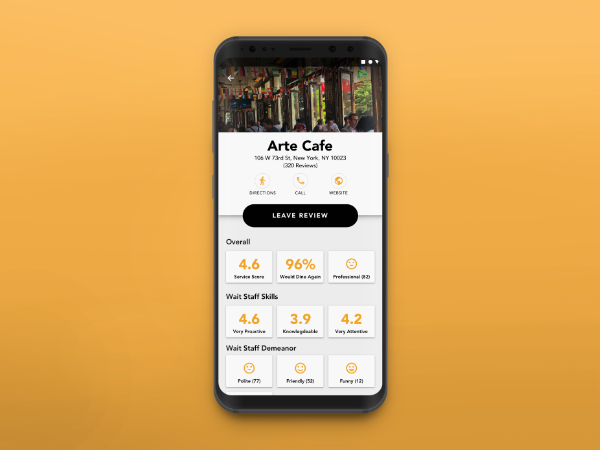 Arte Cafe
106 W 73rd St, New York, NY 10023
(320 Reviews)
DIRECTIONS CALL WEBSITE
LEAVE REVIEW
Overall
4.6 96%
Service Score Would Dine Again Professional (82)
Wait Staff Skills
4.6 3.9 4.2
Very Proactive Knowledgeable Very Attentive
Wait Staff Demeanor
Polite (77) Friendly (52) Funny (12)